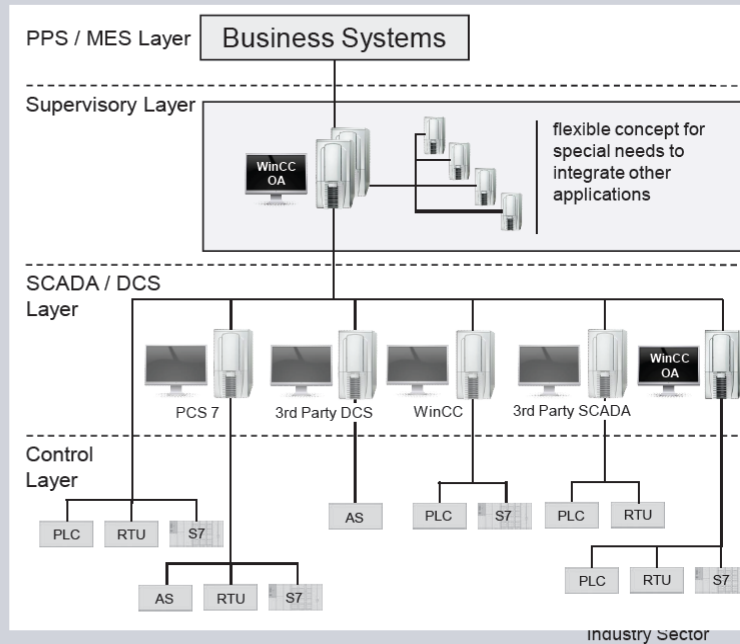 PPS / MES Layer
Business Systems
Supervisory Layer
WinCC
OA
flexible concept for
special needs to
integrate other
applications
SCADA / DCS
Layer
WinCC
OA
PCS 7
3rd Party DCS
WinCC
3rd Party SCADA
Control
Layer
PLC
RTU
S7
AS
PLC
S7
PLC
RTU
AS
RTU
S7
PLC
RTU
S7
Industry Sector